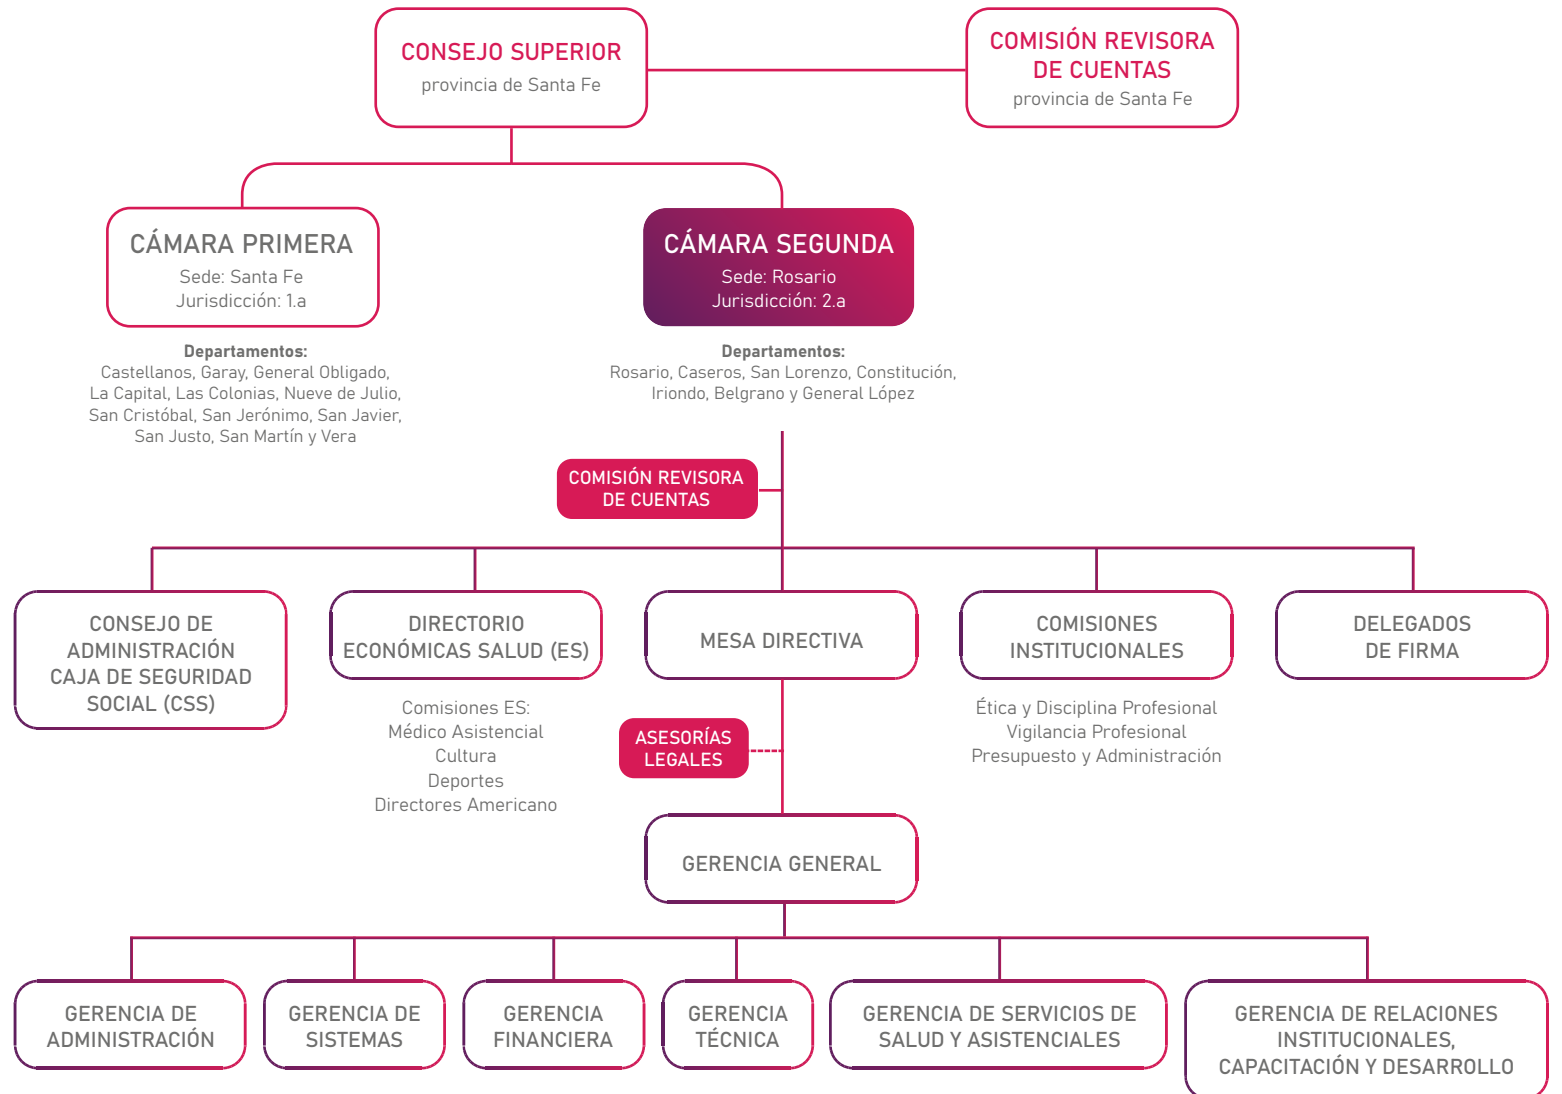 CONSEJO SUPERIOR
provincia de Santa Fe
COMISIÓN REVISORA
DE CUENTAS
provincia de Santa Fe
CÁMARA PRIMERA
Sede: Santa Fe
Jurisdicción: 1.a
Departamentos:
Castellanos, Garay, General Obligado,
La Capital, Las Colonias, Nueve de Julio,
San Cristóbal, San Jerónimo, San Javier,
San Justo, San Martín y Vera
CÁMARA SEGUNDA
Sede: Rosario
Jurisdicción: 2.a
Departamentos:
Rosario, Caseros, San Lorenzo, Constitución,
Iriondo, Belgrano y General López
COMISIÓN REVISORA
DE CUENTAS
CONSEJO DE
ADMINISTRACIÓN
CAJA DE SEGURIDAD
SOCIAL (CSS)
DIRECTORIO
ECONÓMICAS SALUD (ES)
Comisiones ES:
Médico Asistencial
Cultura
Deportes
Directores Americano
MESA DIRECTIVA
COMISIONES
INSTITUCIONALES
Ética y Disciplina Profesional
Vigilancia Profesional
Presupuesto y Administración
DELEGADOS
DE FIRMA
ASESORÍAS
LEGALES
GERENCIA GENERAL
GERENCIA DE
ADMINISTRACIÓN
GERENCIA DE
SISTEMAS
GERENCIA
FINANCIERA
GERENCIA
TÉCNICA
GERENCIA DE SERVICIOS DE
SALUD Y ASISTENCIALES
GERENCIA DE RELACIONES
INSTITUCIONALES,
CAPACITACIÓN Y DESARROLLO